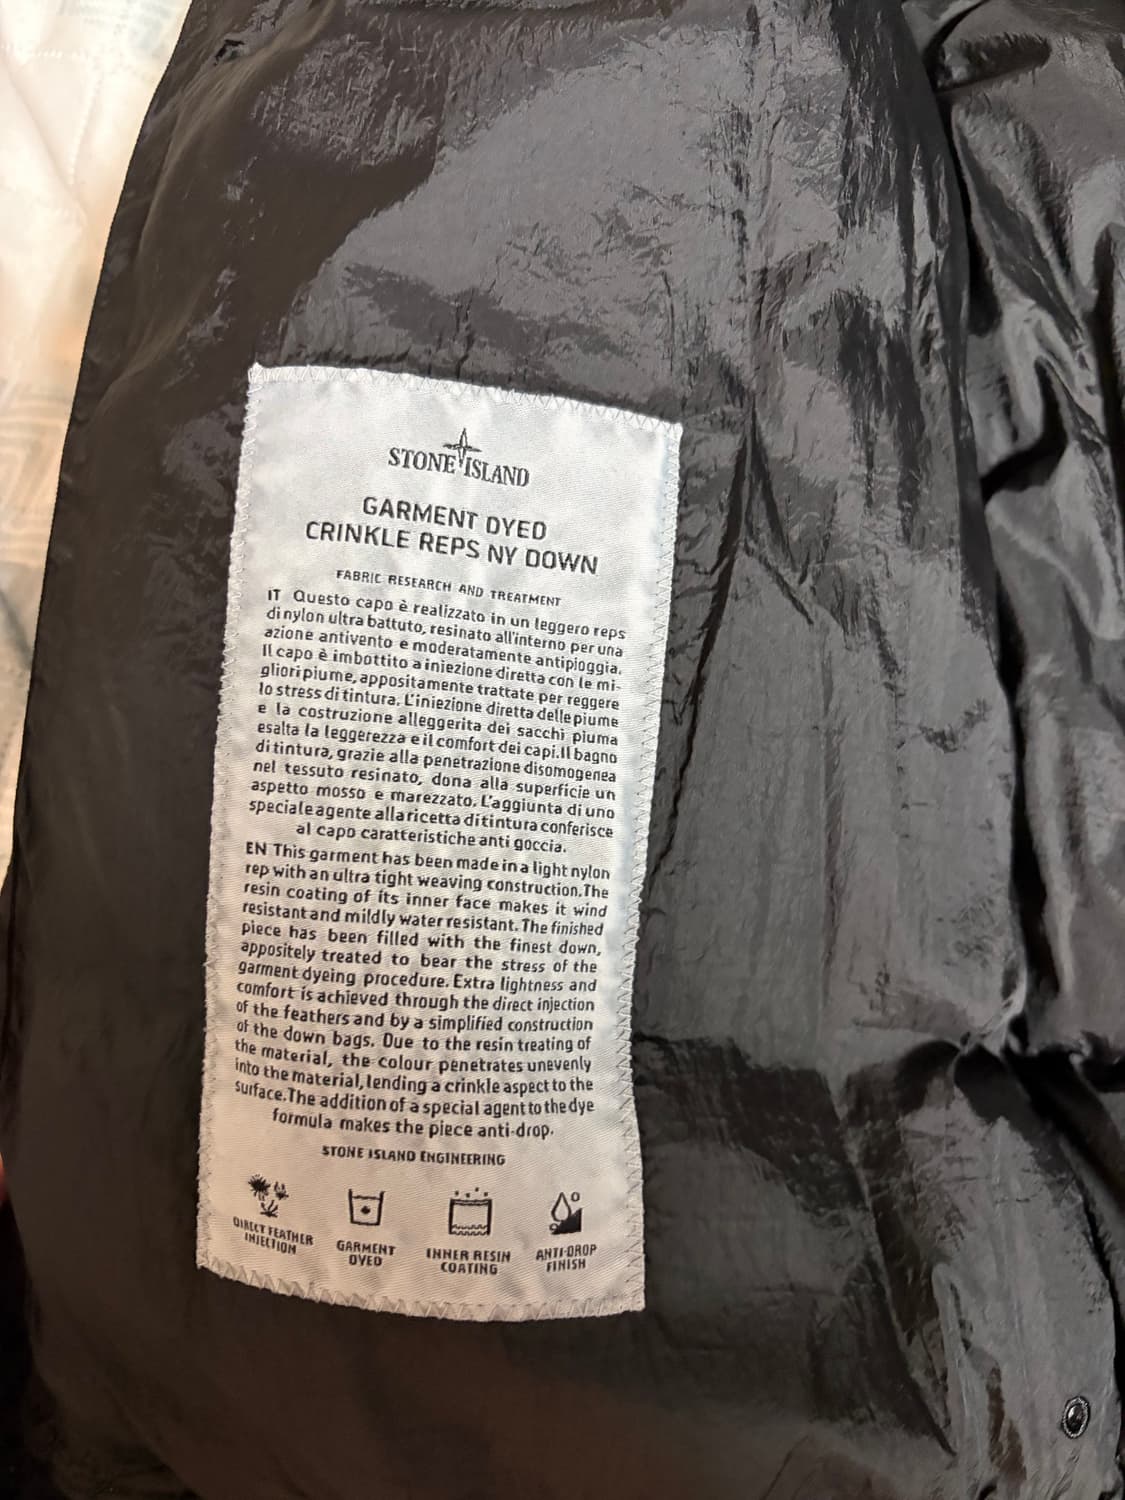 STONE ISLAND
GARMENT DYED
CRINKLE REPS NY DOWN
FABRIC RESEARCH AND TREATMENT
IT Questo capo è realizzato in un leggero reps
di nylon ultra battuto, resinato all'interno per una
azione antivento e moderatamente antipioggia.
Il capo è imbottito a iniezione diretta con le mi-
gliori piume, appositamente trattate per reggere
lo stress di tintura. L'iniezione diretta delle piume
e la costruzione alleggerita dei sacchi piuma
esalta la leggerezza e il comfort dei capi. Il bagno
di tintura, grazie alla penetrazione disomogenea
nel tessuto resinato, dona alla superficie un
aspetto mosso e marezzato. L'aggiunta di uno
speciale agente alla ricetta di tintura conferisce
al capo caratteristiche anti goccia.
EN This garment has been made in a light nylon
rep with an ultra tight weaving construction. The
resin coating of its inner face makes it wind
resistant and mildly water resistant. The finished
piece has been filled with the finest down,
appositely treated to bear the stress of the
garment dyeing procedure. Extra lightness and
comfort is achieved through the direct injection
of the feathers and by a simplified construction
of the down bags. Due to the resin treating of
the material, the colour penetrates unevenly
into the material, lending a crinkle aspect to the
surface. The addition of a special agent to the dye
formula makes the piece anti-drop.
STONE ISLAND ENGINEERING
DIRECT FEATHER
INJECTION
GARMENT
DYED
INNER RESIN
COATING
ANTI-DROP
FINISH